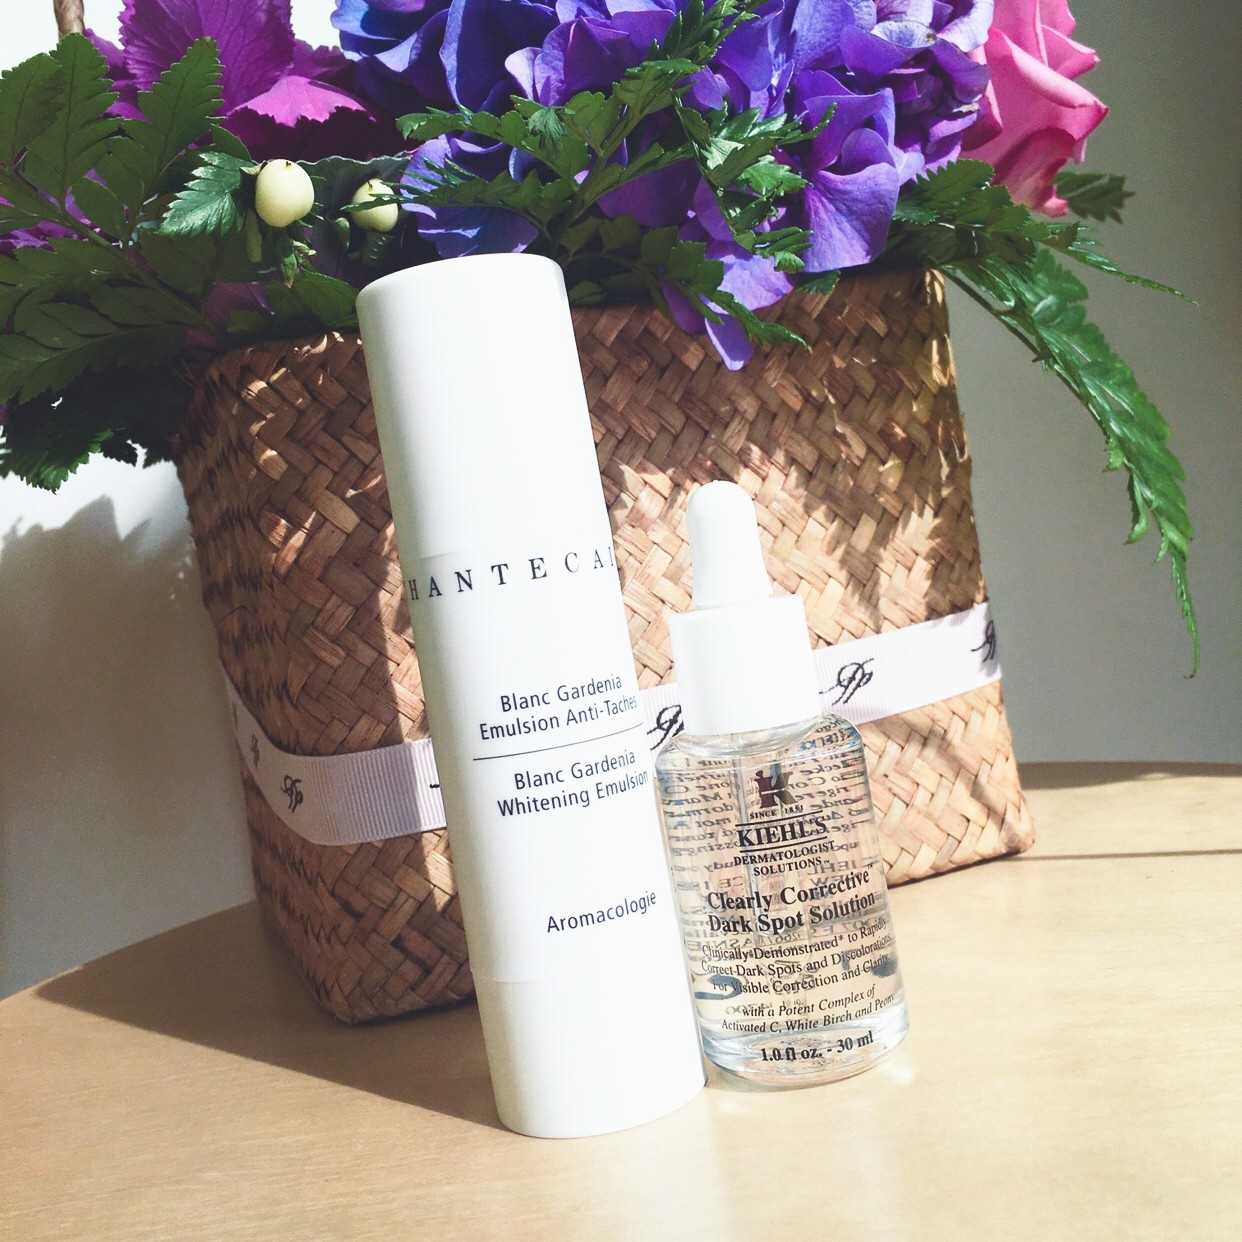 HANTECAI
Blanc Gardenia
Emulsion Anti-Taches
Blanc Gardenia
Whitening Emulsion
Aromacologie
K
SINCE 1851
KIEHL'S
DERMATOLOGIST
SOLUTIONS™
Clearly Corrective™
Dark Spot Solution
Clinically-Demonstrated* to Rapidly
Correct Dark Spots and Discolorations
For Visible Correction and Clarity
with a Potent Complex of
Activated C, White Birch and Peony
1.0 fl oz. - 30 ml